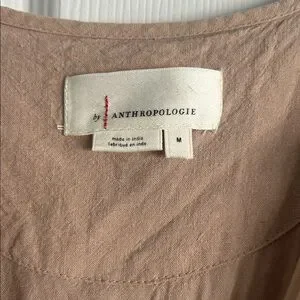 by ANTHROPOLOGIE
made in india
fabriqué en inde
M